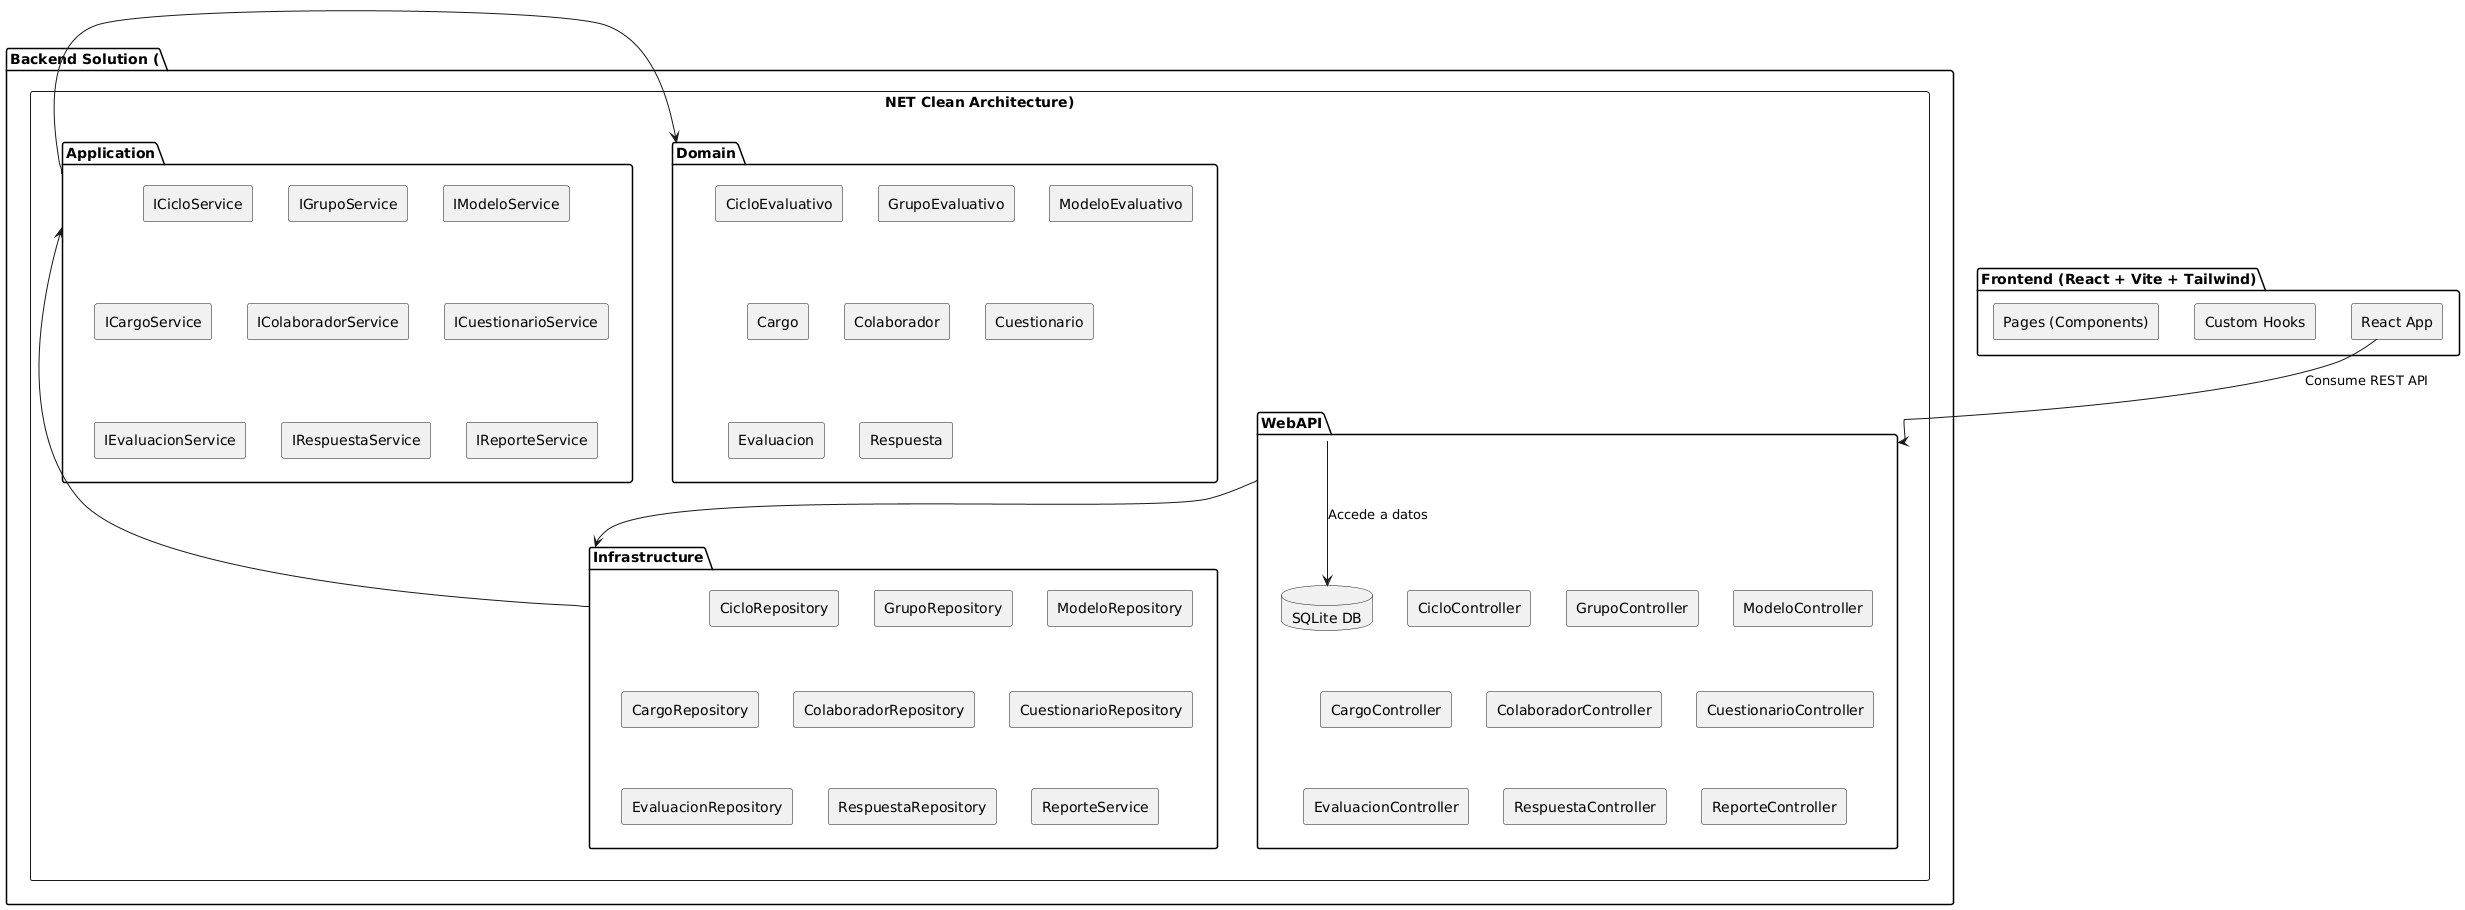 Backend Solution (
NET Clean Architecture)
Application
ICicloService
IGrupoService
IModeloService
ICargoService
IColaboradorService
ICuestionarioService
IEvaluacionService
IRespuestaService
IReporteService
Domain
CicloEvaluativo
GrupoEvaluativo
ModeloEvaluativo
Cargo
Colaborador
Cuestionario
Evaluacion
Respuesta
Frontend (React + Vite + Tailwind)
Pages (Components)
Custom Hooks
React App
Consume REST API
WebAPI
Accede a datos
SQLite DB
CicloController
GrupoController
ModeloController
CargoController
ColaboradorController
CuestionarioController
EvaluacionController
RespuestaController
ReporteController
Infrastructure
CicloRepository
GrupoRepository
ModeloRepository
CargoRepository
ColaboradorRepository
CuestionarioRepository
EvaluacionRepository
RespuestaRepository
ReporteService